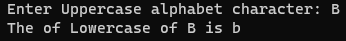 Enter Uppercase alphabet character: B
The of Lowercase of B is b